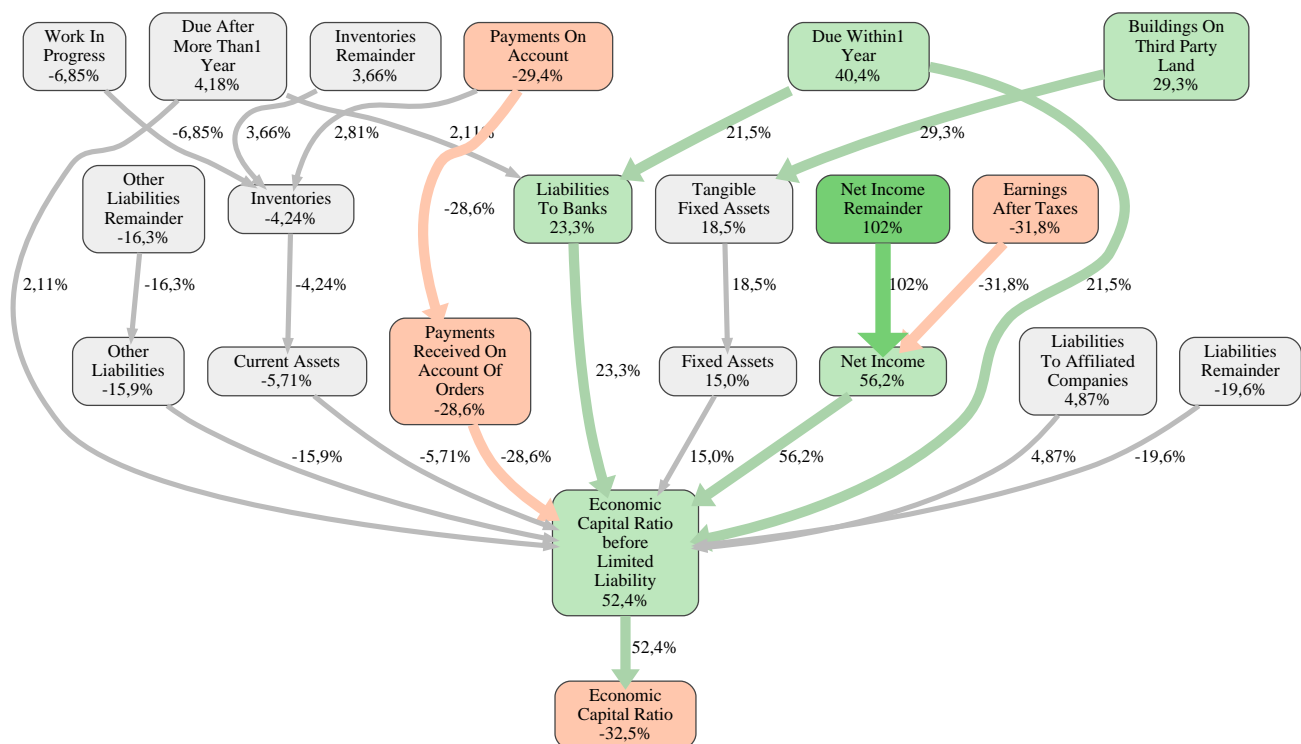 Work In
Progress
-6,85%
Due After
More Than1
Year
4,18%
Inventories
Remainder
3,66%
Payments On
Account
-29,4%
Due Within1
Year
40,4%
Buildings On
Third Party
Land
29,3%
-6,85%
3,66%
2,81%
2,11%
21,5%
29,3%
Other
Liabilities
Remainder
-16,3%
Inventories
-4,24%
-28,6%
Liabilities
To Banks
23,3%
Tangible
Fixed Assets
18,5%
Net Income
Remainder
102%
Earnings
After Taxes
-31,8%
2,11%
-16,3%
-4,24%
18,5%
102%
-31,8%
21,5%
Other
Liabilities
-15,9%
Current Assets
-5,71%
Payments
Received On
Account Of
Orders
-28,6%
23,3%
Fixed Assets
15,0%
Net Income
56,2%
Liabilities
To Affiliated
Companies
4,87%
Liabilities
Remainder
-19,6%
-15,9%
-5,71%
-28,6%
15,0%
56,2%
4,87%
-19,6%
Economic
Capital Ratio
before
Limited
Liability
52,4%
52,4%
Economic
Capital Ratio
-32,5%